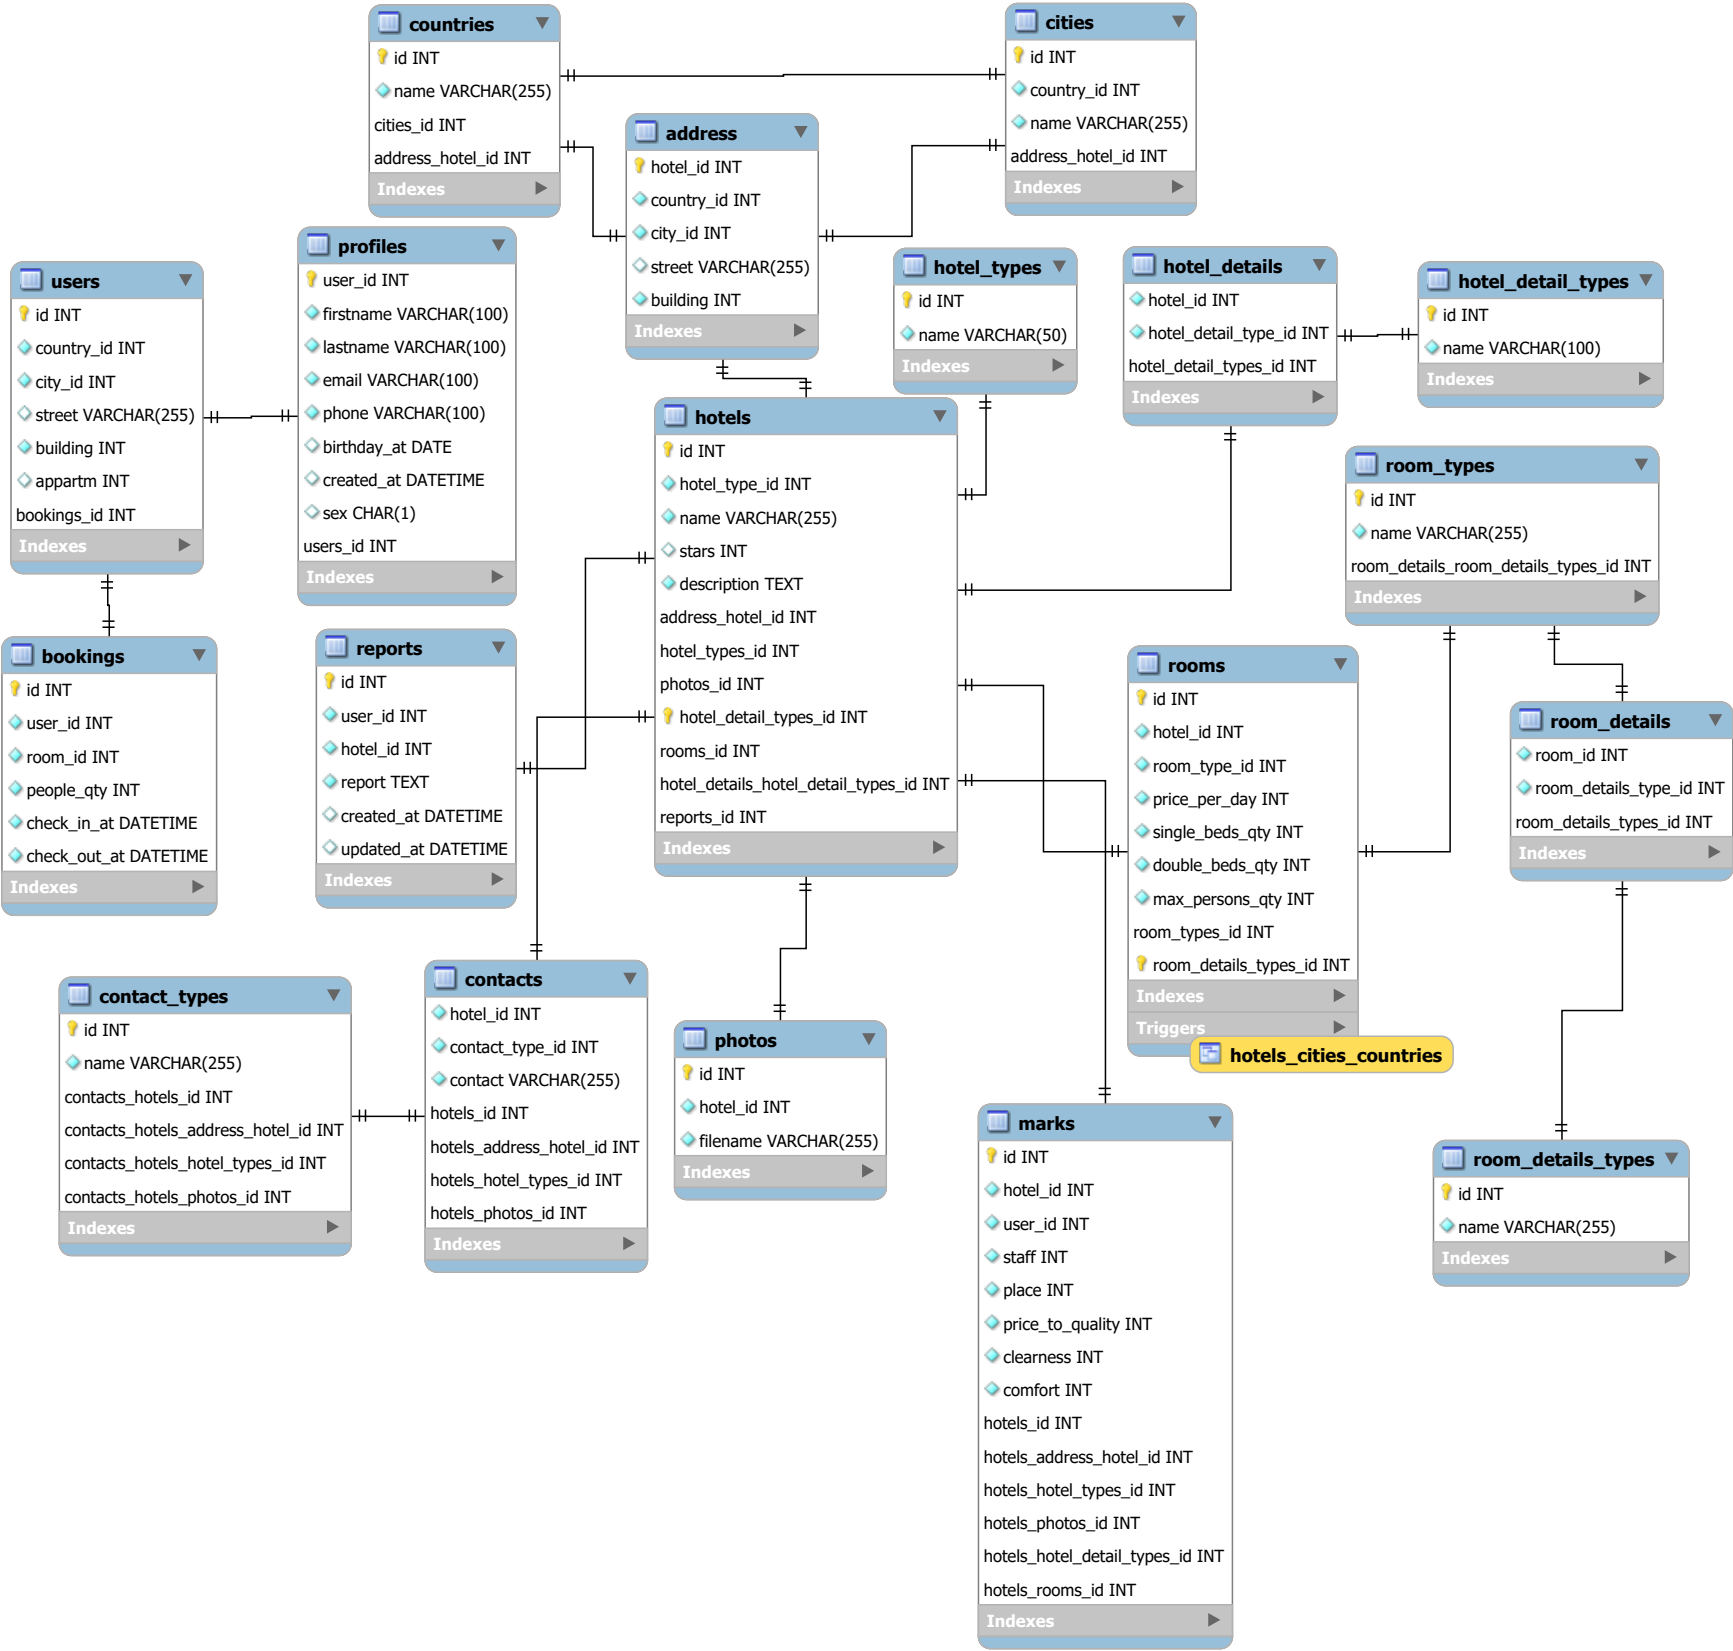 countries
id INT
name VARCHAR(255)
cities_id INT
address_hotel_id INT
Indexes
cities
id INT
country_id INT
name VARCHAR(255)
address_hotel_id INT
Indexes
address
hotel_id INT
country_id INT
city_id INT
street VARCHAR(255)
building INT
Indexes
users
id INT
country_id INT
city_id INT
street VARCHAR(255)
building INT
appartm INT
bookings_id INT
Indexes
profiles
user_id INT
firstname VARCHAR(100)
lastname VARCHAR(100)
email VARCHAR(100)
phone VARCHAR(100)
birthday_at DATE
created_at DATETIME
sex CHAR(1)
users_id INT
Indexes
hotel_types
id INT
name VARCHAR(50)
Indexes
hotel_details
hotel_id INT
hotel_detail_type_id INT
hotel_detail_types_id INT
Indexes
hotel_detail_types
id INT
name VARCHAR(100)
Indexes
hotels
id INT
hotel_type_id INT
name VARCHAR(255)
stars INT
description TEXT
address_hotel_id INT
hotel_types_id INT
photos_id INT
hotel_detail_types_id INT
rooms_id INT
hotel_details_hotel_detail_types_id INT
reports_id INT
Indexes
room_types
id INT
name VARCHAR(255)
room_details_room_details_types_id INT
Indexes
bookings
id INT
user_id INT
room_id INT
people_qty INT
check_in_at DATETIME
check_out_at DATETIME
Indexes
reports
id INT
user_id INT
hotel_id INT
report TEXT
created_at DATETIME
updated_at DATETIME
Indexes
rooms
id INT
hotel_id INT
room_type_id INT
price_per_day INT
single_beds_qty INT
double_beds_qty INT
max_persons_qty INT
room_types_id INT
room_details_types_id INT
Indexes
Triggers
hotels_cities_countries
room_details
room_id INT
room_details_type_id INT
room_details_types_id INT
Indexes
contact_types
id INT
name VARCHAR(255)
contacts_hotels_id INT
contacts_hotels_address_hotel_id INT
contacts_hotels_hotel_types_id INT
contacts_hotels_photos_id INT
Indexes
contacts
hotel_id INT
contact_type_id INT
contact VARCHAR(255)
hotels_id INT
hotels_address_hotel_id INT
hotels_hotel_types_id INT
hotels_photos_id INT
Indexes
photos
id INT
hotel_id INT
filename VARCHAR(255)
Indexes
marks
id INT
hotel_id INT
user_id INT
staff INT
place INT
price_to_quality INT
clearness INT
comfort INT
hotels_id INT
hotels_address_hotel_id INT
hotels_hotel_types_id INT
hotels_photos_id INT
hotels_hotel_detail_types_id INT
hotels_rooms_id INT
Indexes
room_details_types
id INT
name VARCHAR(255)
Indexes